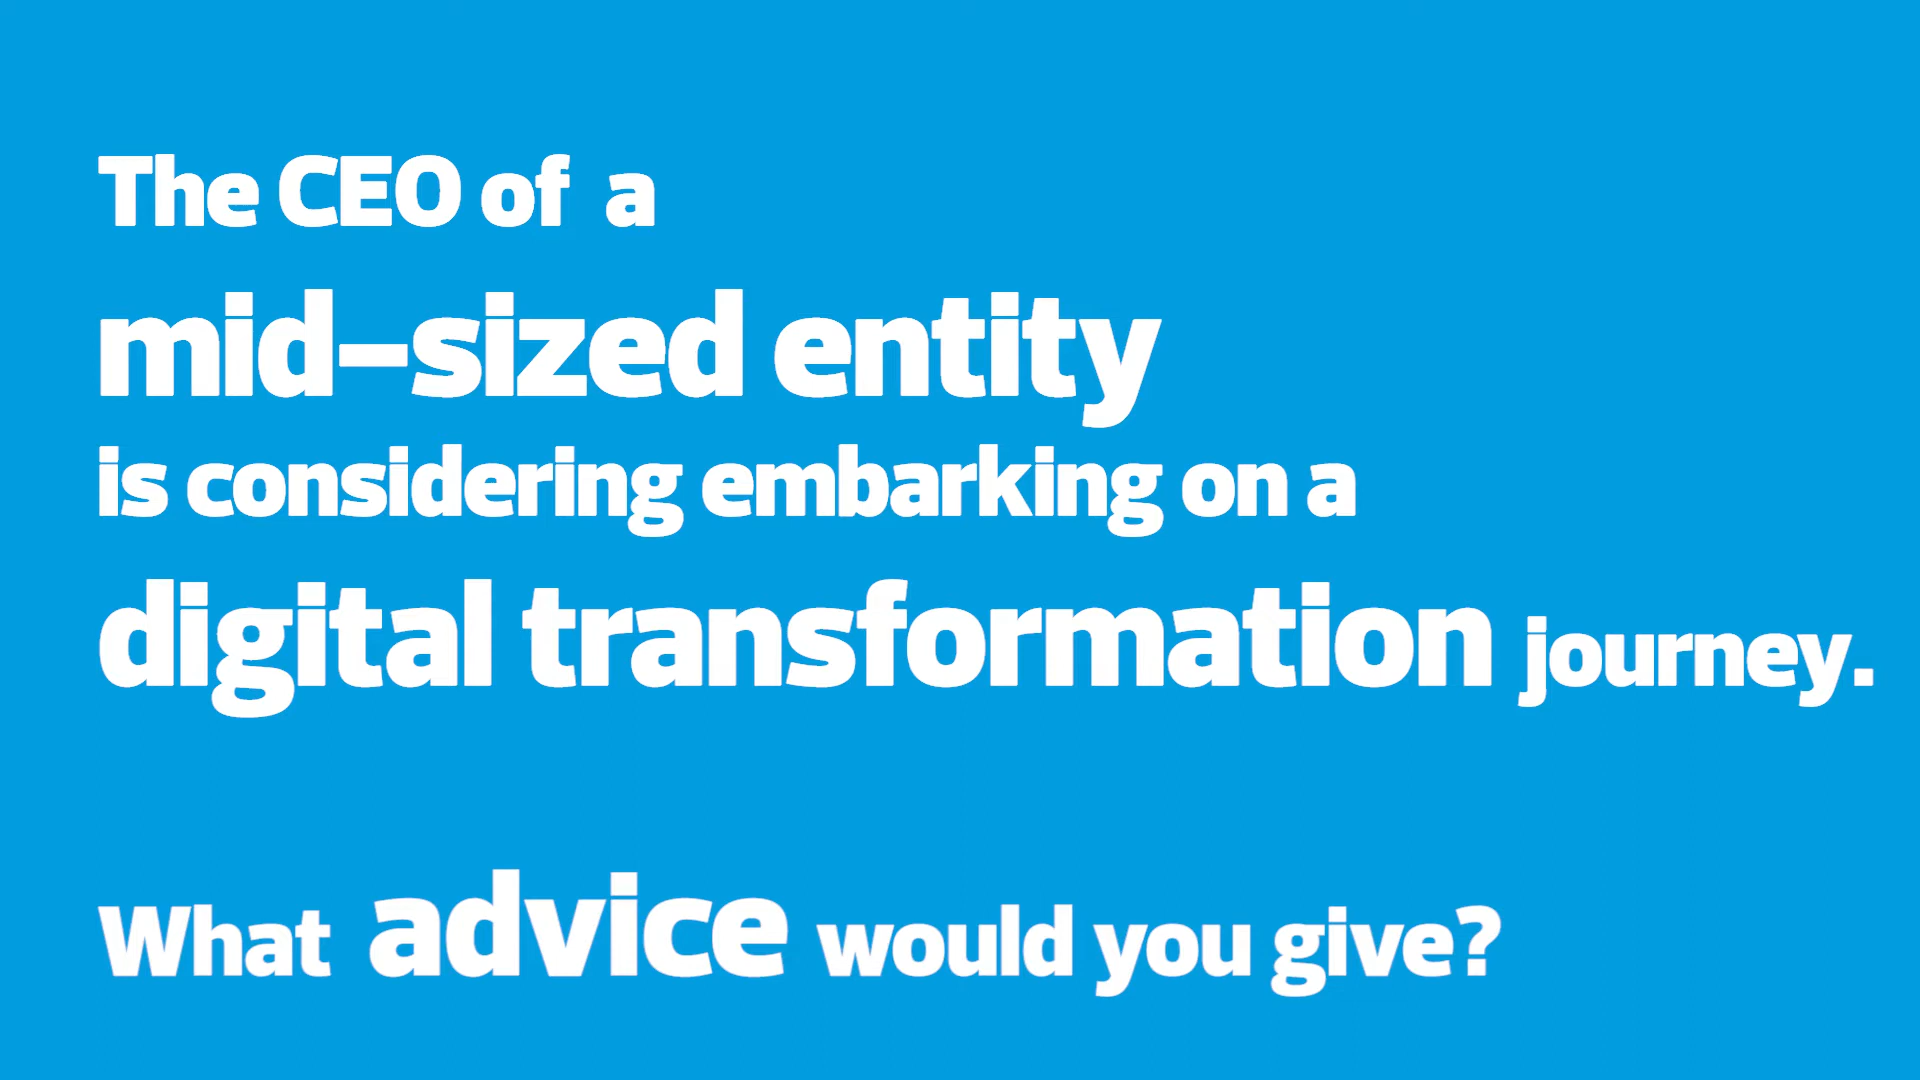 The CEO of a
mid–sized entity
is considering embarking on a
digital transformation journey.
What advice would you give?